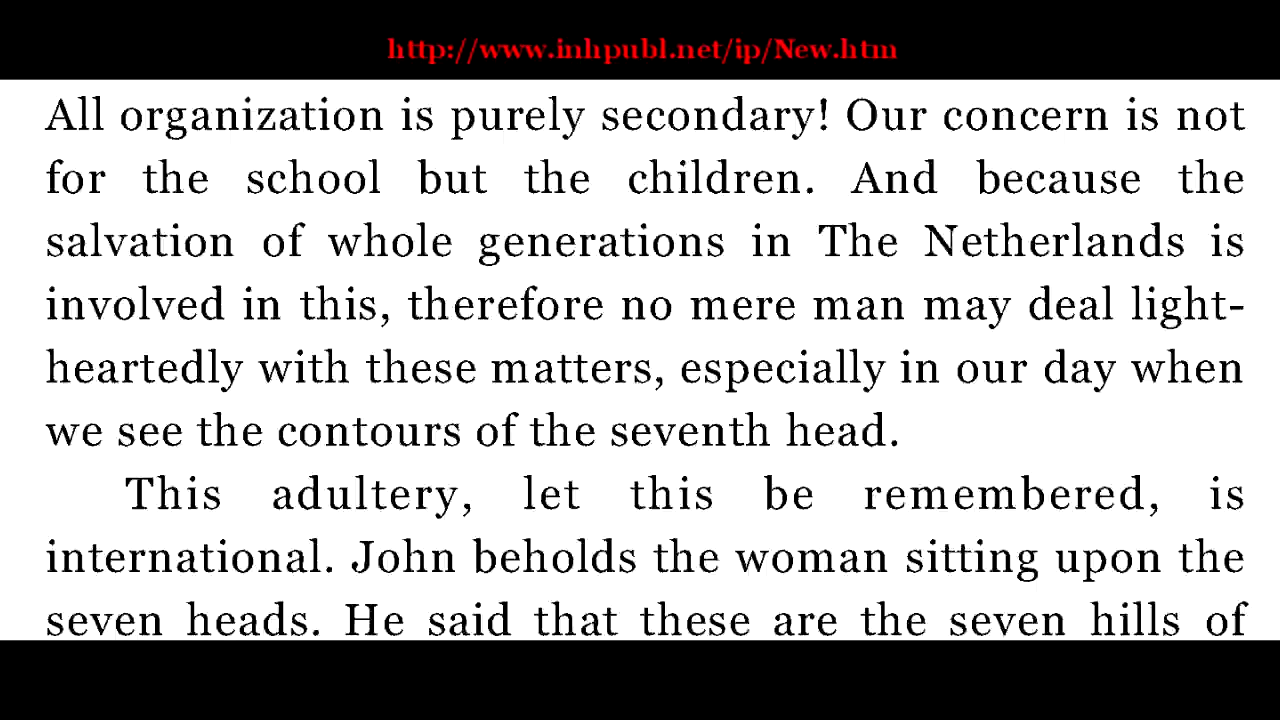 http://www.inhpubl.net/ip/New.htm
All organization is purely secondary! Our concern is not
for the school but the children. And because the
salvation of whole generations in The Netherlands is
involved in this, therefore no mere man may deal light-
heartedly with these matters, especially in our day when
we see the contours of the seventh head.
This adultery, let this be remembered, is
international. John beholds the woman sitting upon the
seven heads. He said that these are the seven hills of